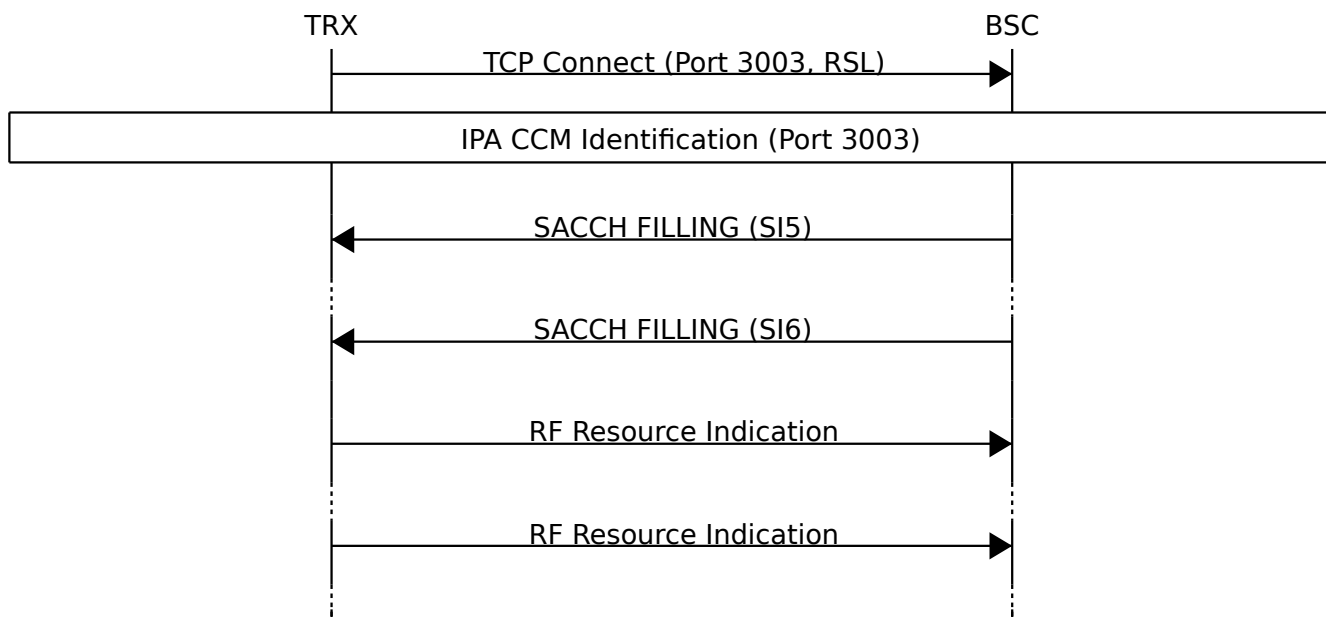 TRX
BSC
TCP Connect (Port 3003, RSL)
IPA CCM Identification (Port 3003)
SACCH FILLING (SI5)
SACCH FILLING (SI6)
RF Resource Indication
RF Resource Indication